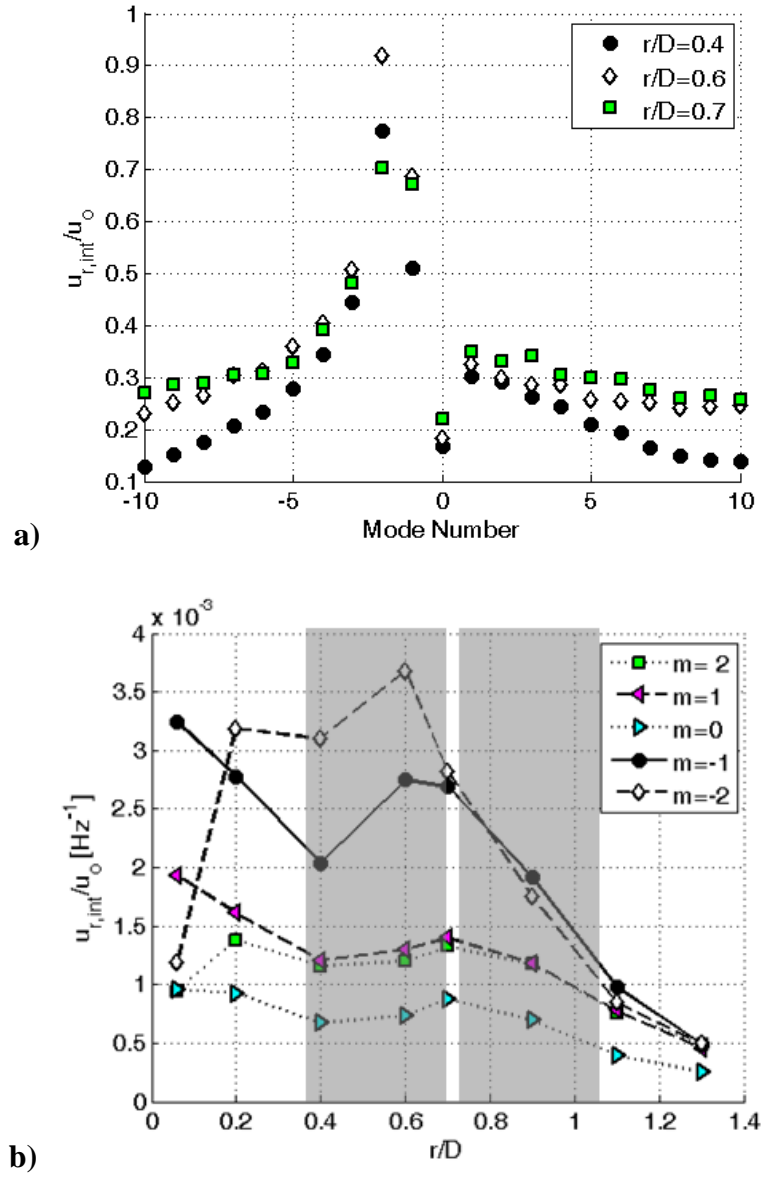 1
0.9
0.8
0.7
0.6
0.5
0.4
0.3
0.2
0.1
u_{r,int}/u_o
r/D=0.4
r/D=0.6
r/D=0.7
-10 -5 0 5 10
Mode Number
a)
x 10^{-3}
4
3.5
3
2.5
2
1.5
1
0.5
0
u_{r,int}/u_o [Hz^{-1}]
m= 2
m=1
m=0
m=-1
m=-2
0 0.2 0.4 0.6 0.8 1 1.2 1.4
r/D
b)